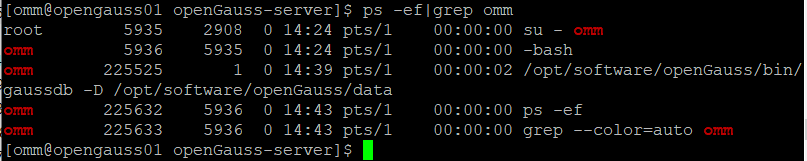 [omm@opengauss01 openGauss-server]$ ps -ef|grep omm
root        5935    2908  0 14:24 pts/1    00:00:00 su - omm
omm         5936    5935  0 14:24 pts/1    00:00:00 -bash
omm       225525       1  0 14:39 pts/1    00:00:02 /opt/software/openGauss/bin/
gaussdb -D /opt/software/openGauss/data
omm       225632    5936  0 14:43 pts/1    00:00:00 ps -ef
omm       225633    5936  0 14:43 pts/1    00:00:00 grep --color=auto omm
[omm@opengauss01 openGauss-server]$